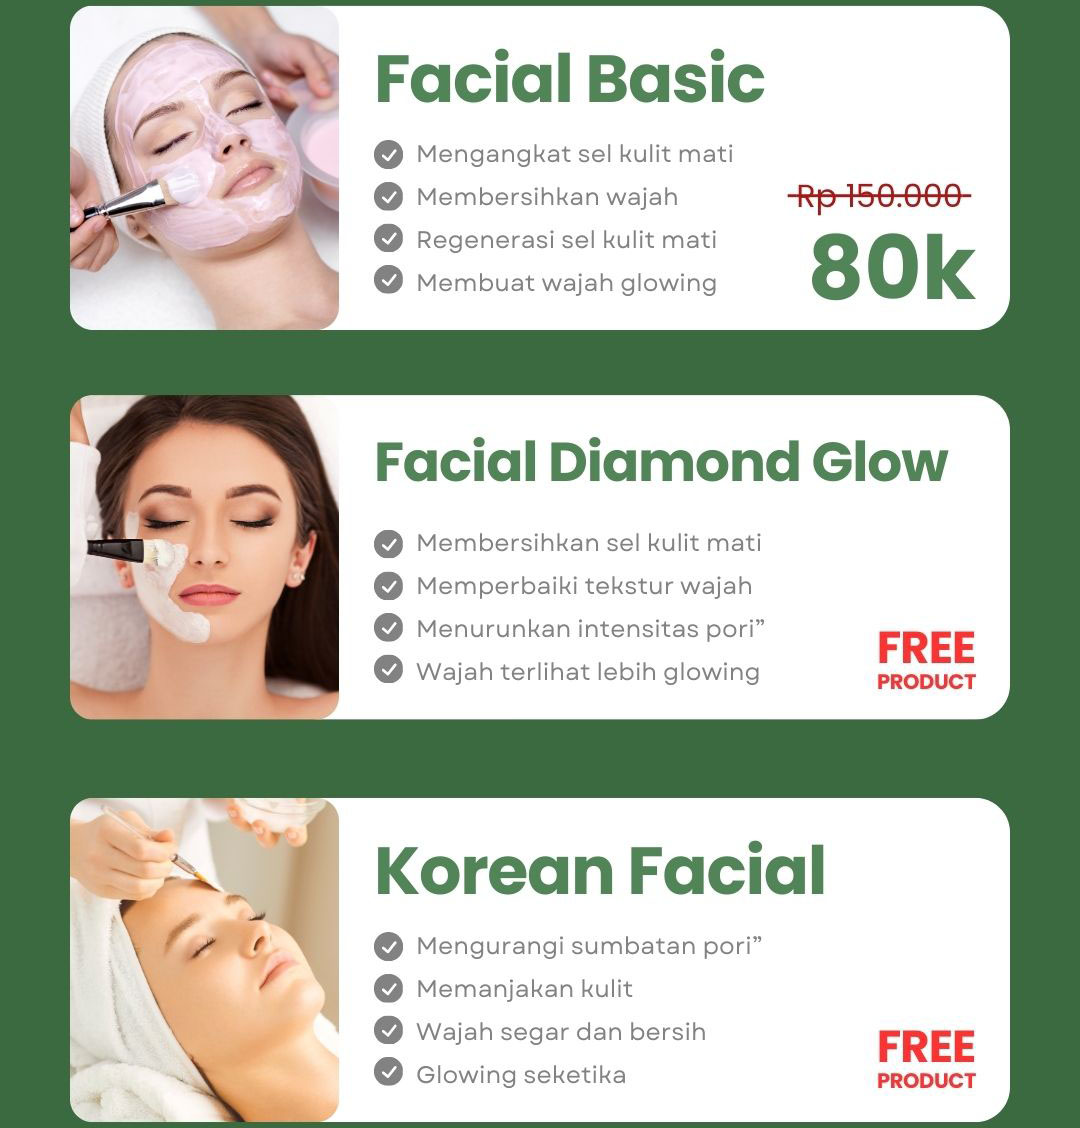 Facial Basic
Mengangkat sel kulit mati
Membersihkan wajah
Regenerasi sel kulit mati
Membuat wajah glowing
Rp 150.000
80k
Facial Diamond Glow
Membersihkan sel kulit mati
Memperbaiki tekstur wajah
Menurunkan intensitas pori”
Wajah terlihat lebih glowing
FREE
PRODUCT
Korean Facial
Mengurangi sumbatan pori”
Memanjakan kulit
Wajah segar dan bersih
Glowing seketika
FREE
PRODUCT